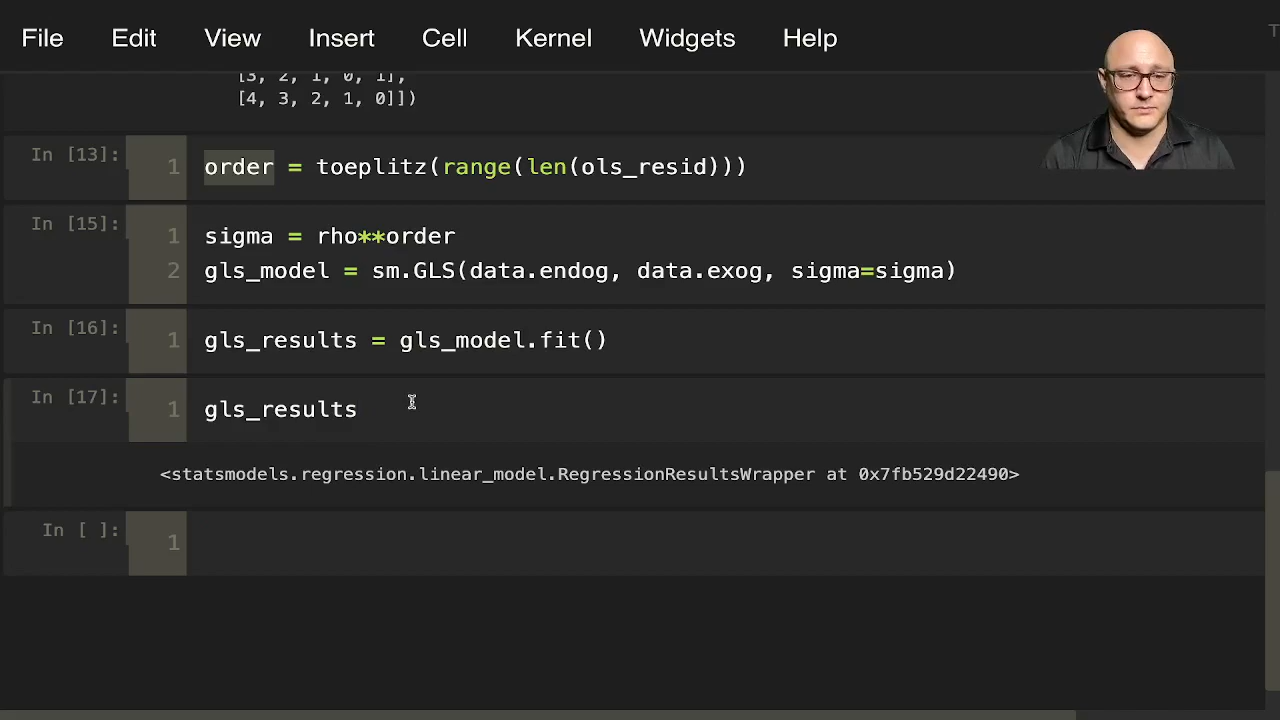 File Edit View Insert Cell Kernel Widgets Help
[3, 2, 1, 0, 1],
[4, 3, 2, 1, 0]])
In [13]: 1 order = toeplitz(range(len(ols_resid)))
In [15]: 1 sigma = rho**order
2 gls_model = sm.GLS(data.endog, data.exog, sigma=sigma)
In [16]: 1 gls_results = gls_model.fit()
In [17]: 1 gls_results
<statsmodels.regression.linear_model.RegressionResultsWrapper at 0x7fb529d22490>
In [ ]: 1